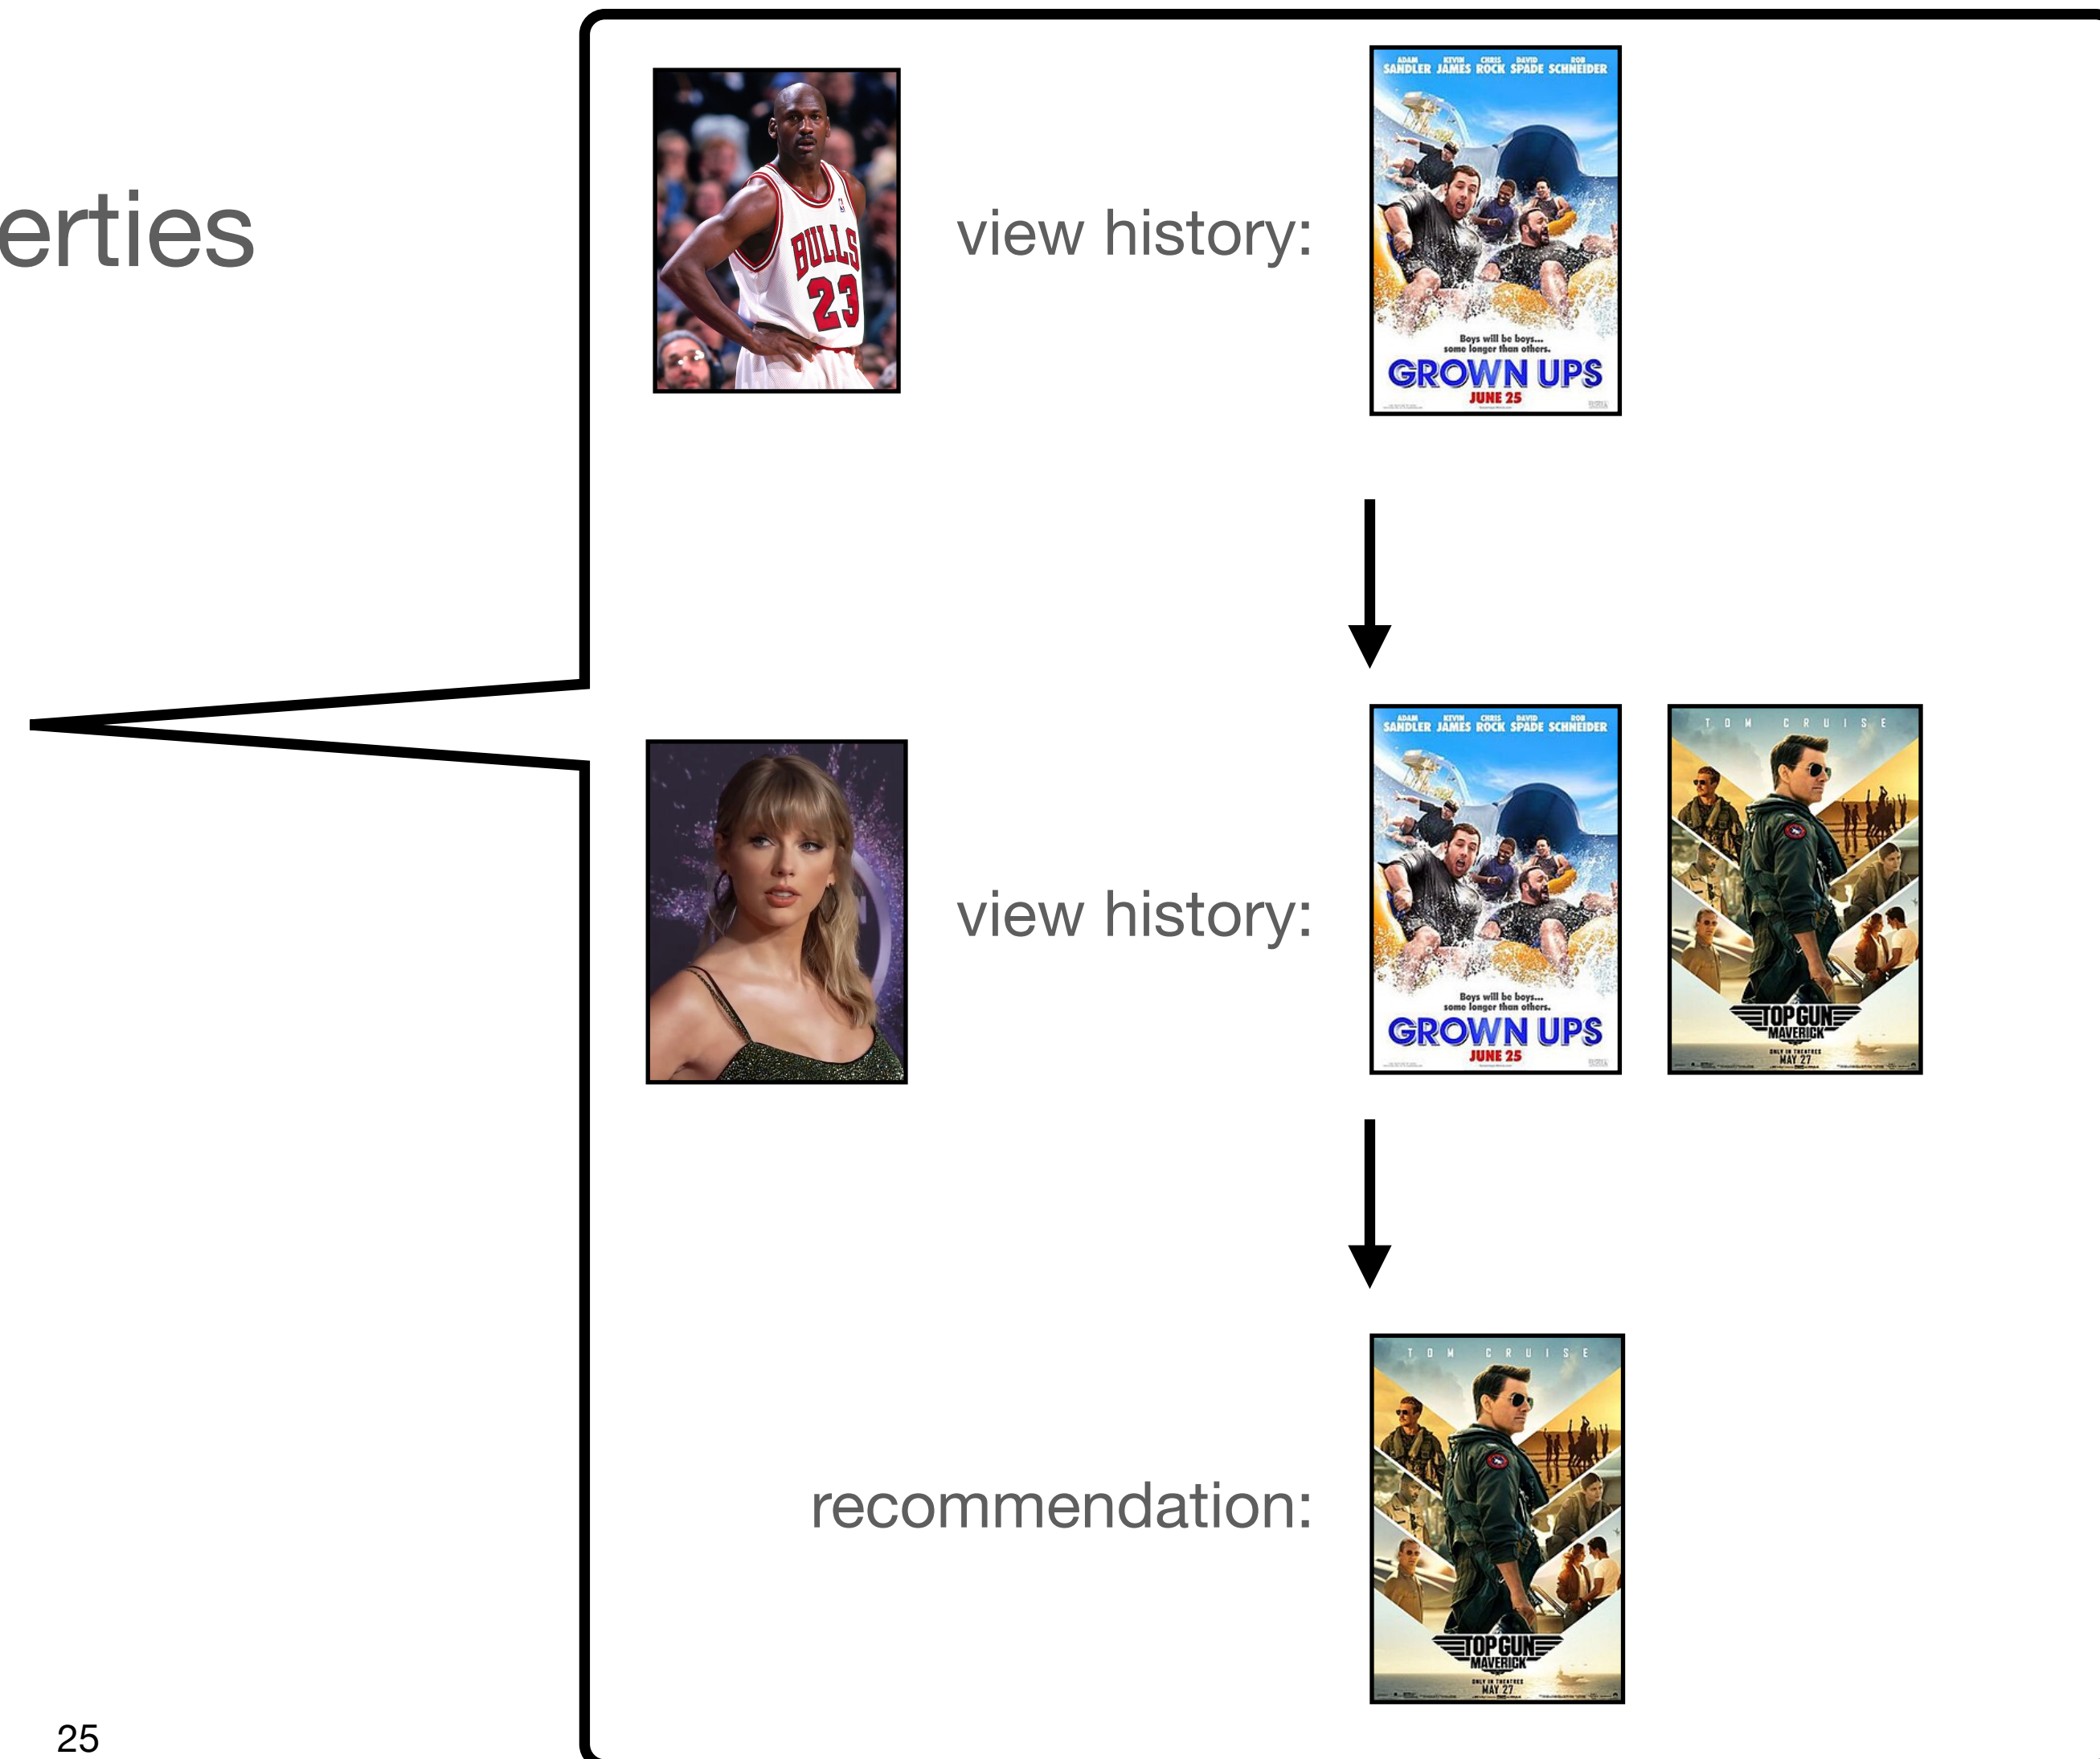 erties
BULLS
23
view history:
ADAM SANDLER KEVIN JAMES CHRIS ROCK DAVID SPADE ROB SCHNEIDER
Boys will be boys...
some longer than others.
GROWN UPS
JUNE 25
view history:
ADAM SANDLER KEVIN JAMES CHRIS ROCK DAVID SPADE ROB SCHNEIDER
Boys will be boys...
some longer than others.
GROWN UPS
JUNE 25
TOM CRUISE
TOP GUN
MAVERICK
ONLY IN THEATRES
MAY 27
recommendation:
TOM CRUISE
TOP GUN
MAVERICK
ONLY IN THEATRES
MAY 27
25